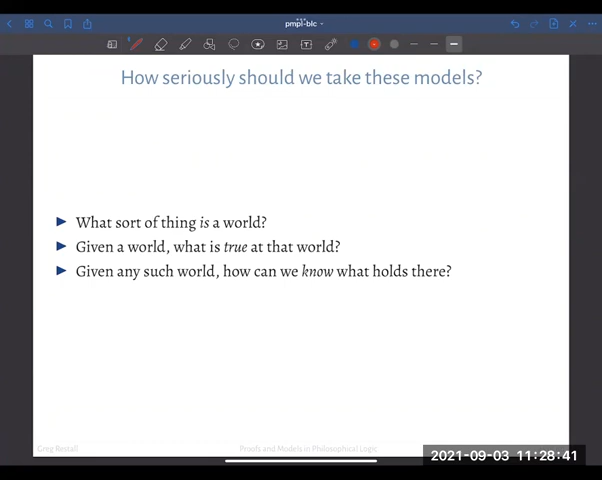 pmpl-blc
How seriously should we take these models?
What sort of thing is a world?
Given a world, what is true at that world?
Given any such world, how can we know what holds there?
Greg Restall
Proofs and Models in Philosophical Logic
2021-09-03 11:28:41